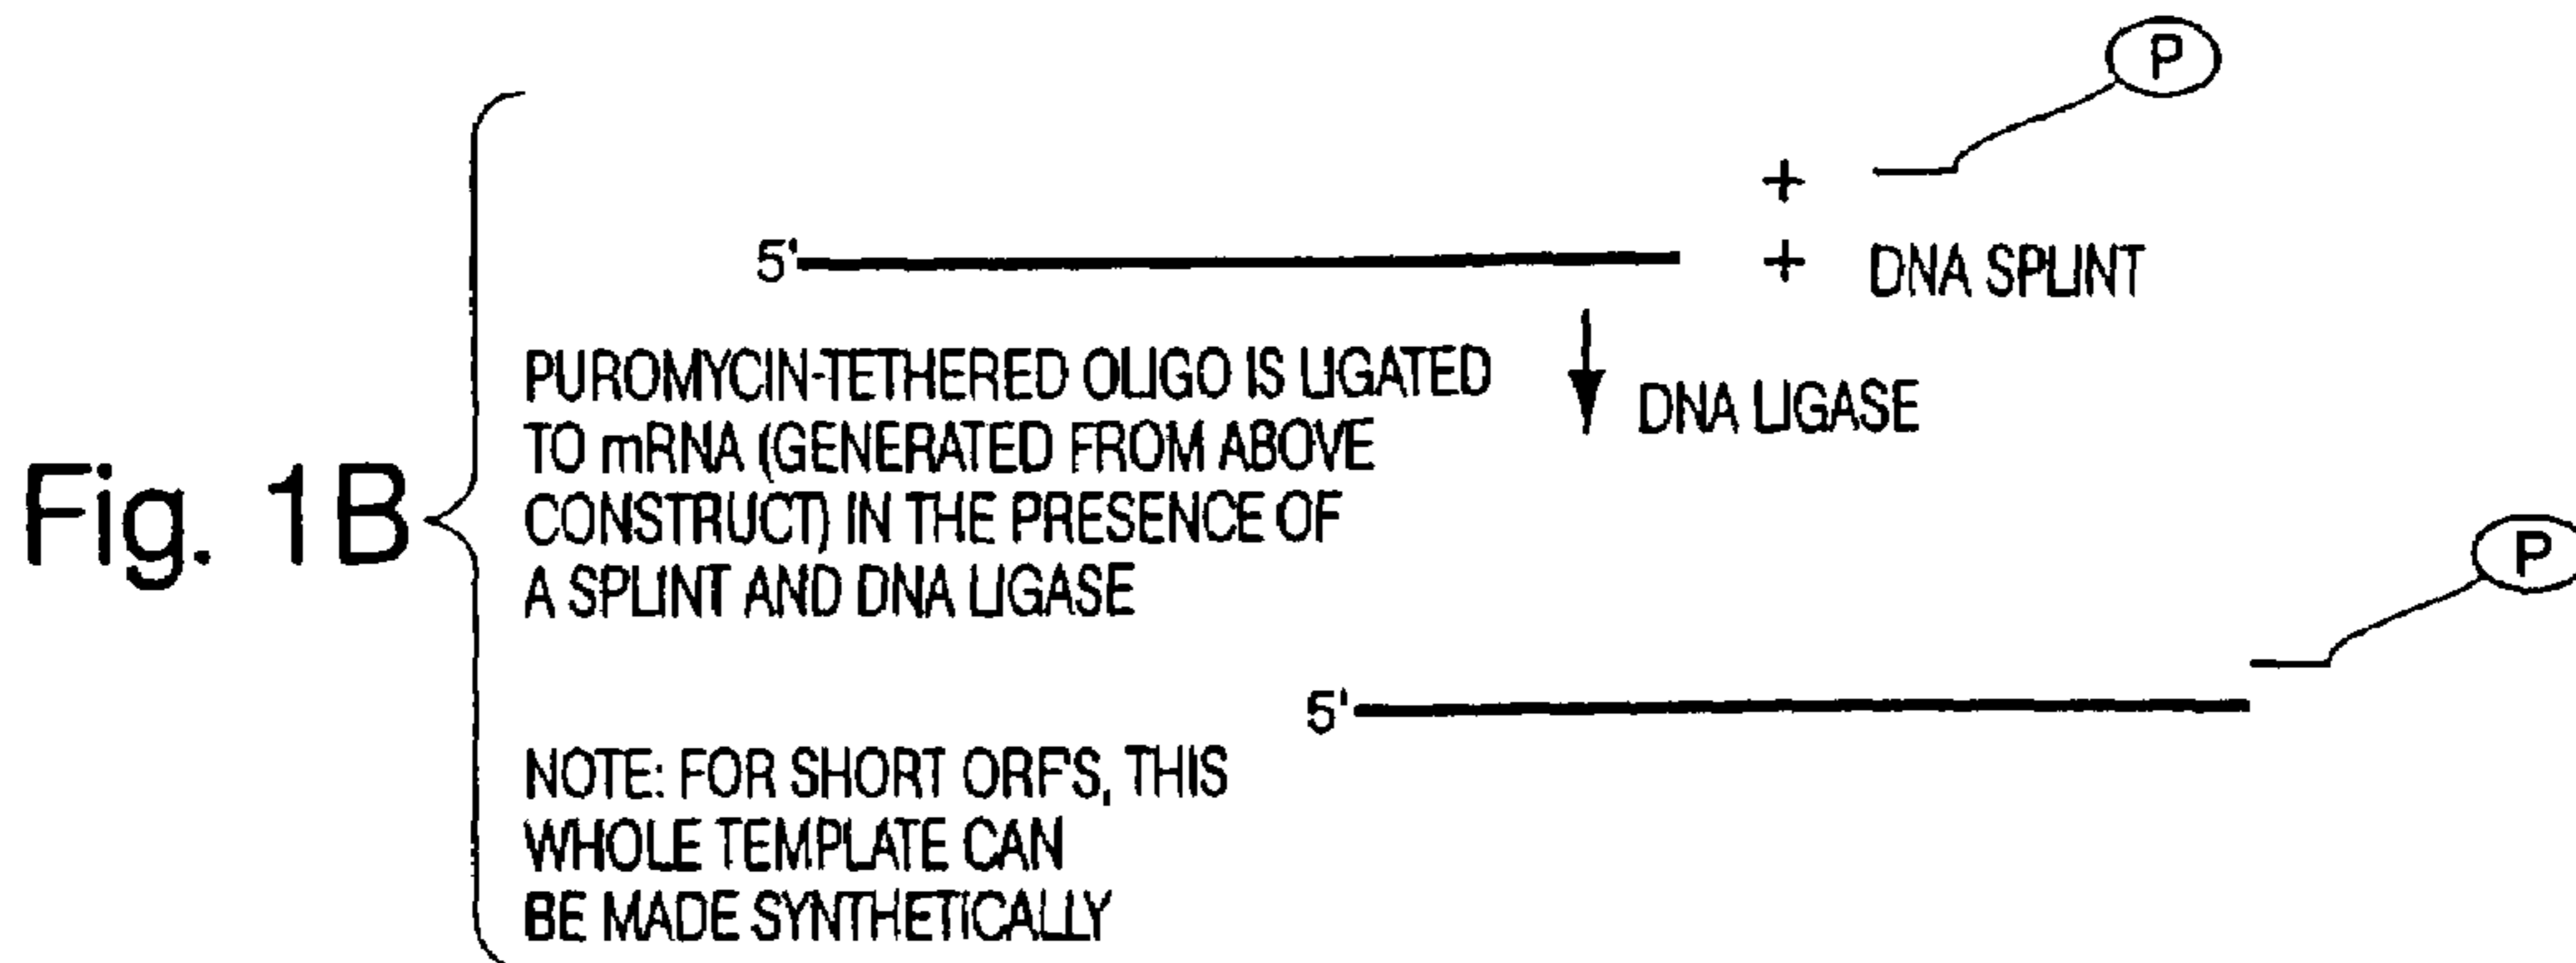 P
+
5'
+ DNA SPLINT
PUROMYCIN-TETHERED OLIGO IS LIGATED
TO mRNA (GENERATED FROM ABOVE
CONSTRUCT) IN THE PRESENCE OF
A SPLINT AND DNA LIGASE
DNA LIGASE
Fig. 1B
P
5'
NOTE: FOR SHORT ORF'S, THIS
WHOLE TEMPLATE CAN
BE MADE SYNTHETICALLY